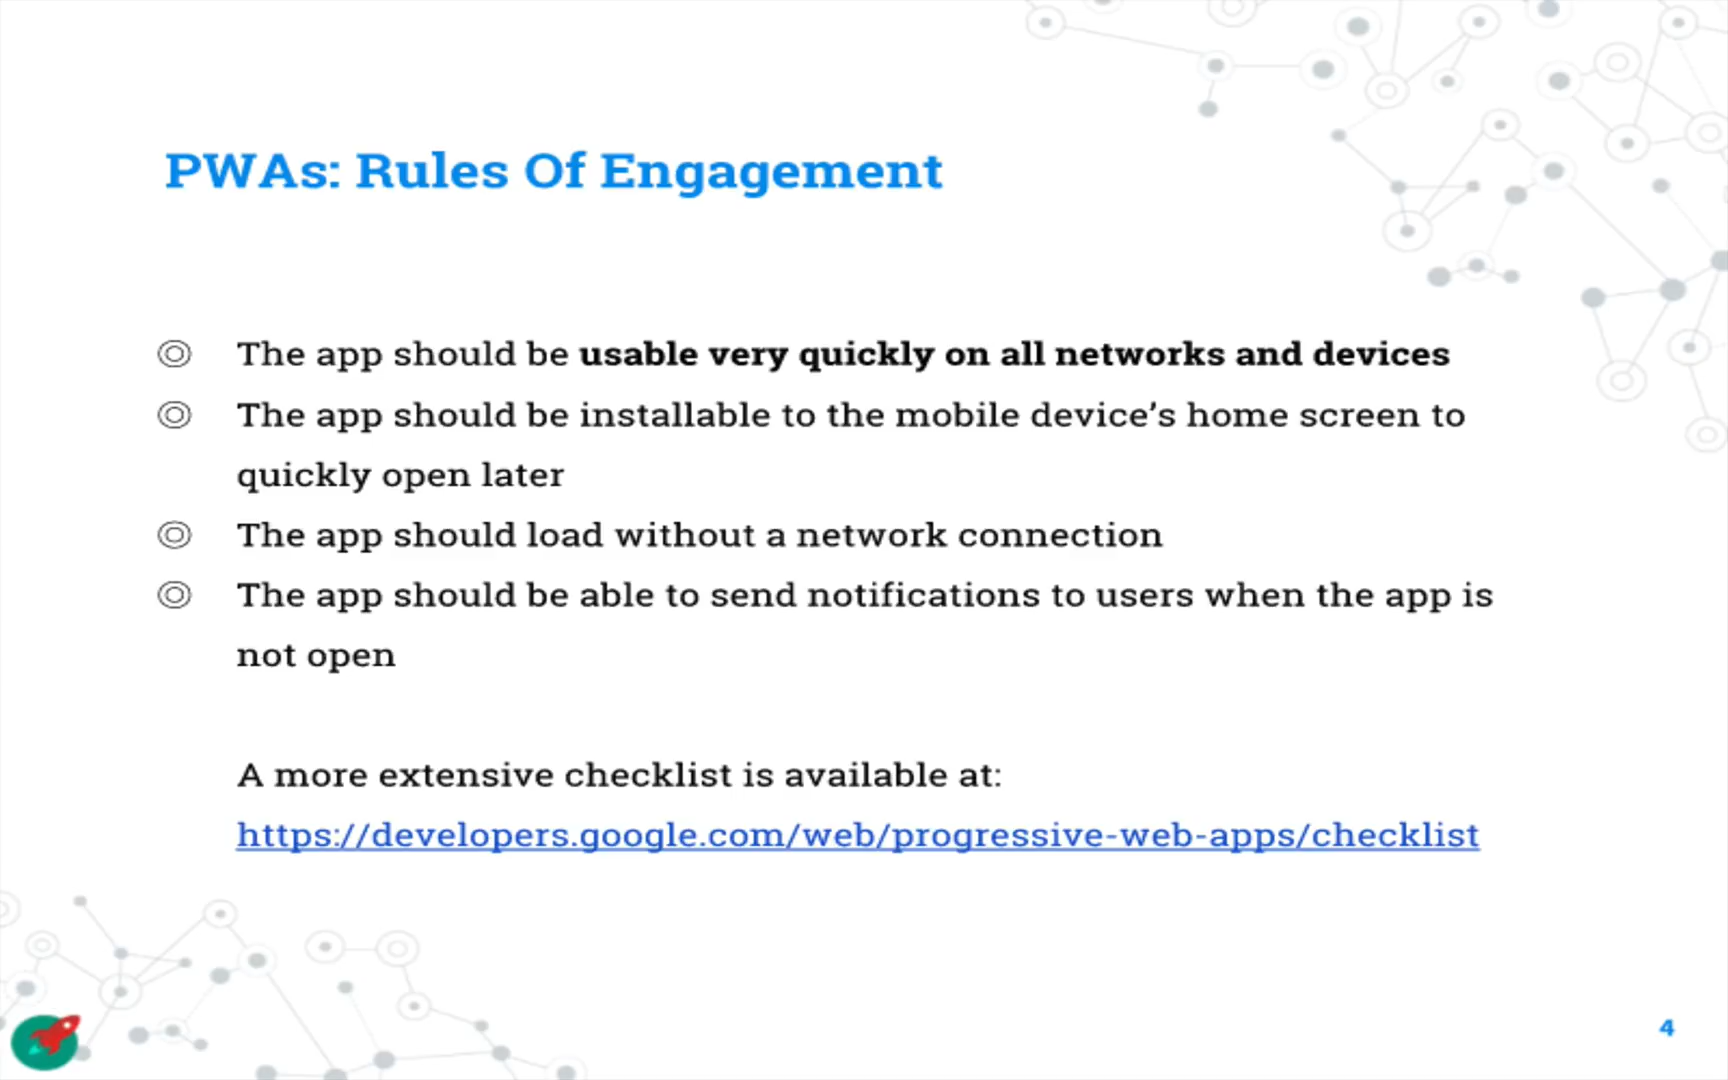 PWAs: Rules Of Engagement
The app should be usable very quickly on all networks and devices
The app should be installable to the mobile device’s home screen to
quickly open later
The app should load without a network connection
The app should be able to send notifications to users when the app is
not open
A more extensive checklist is available at:
https://developers.google.com/web/progressive-web-apps/checklist
4